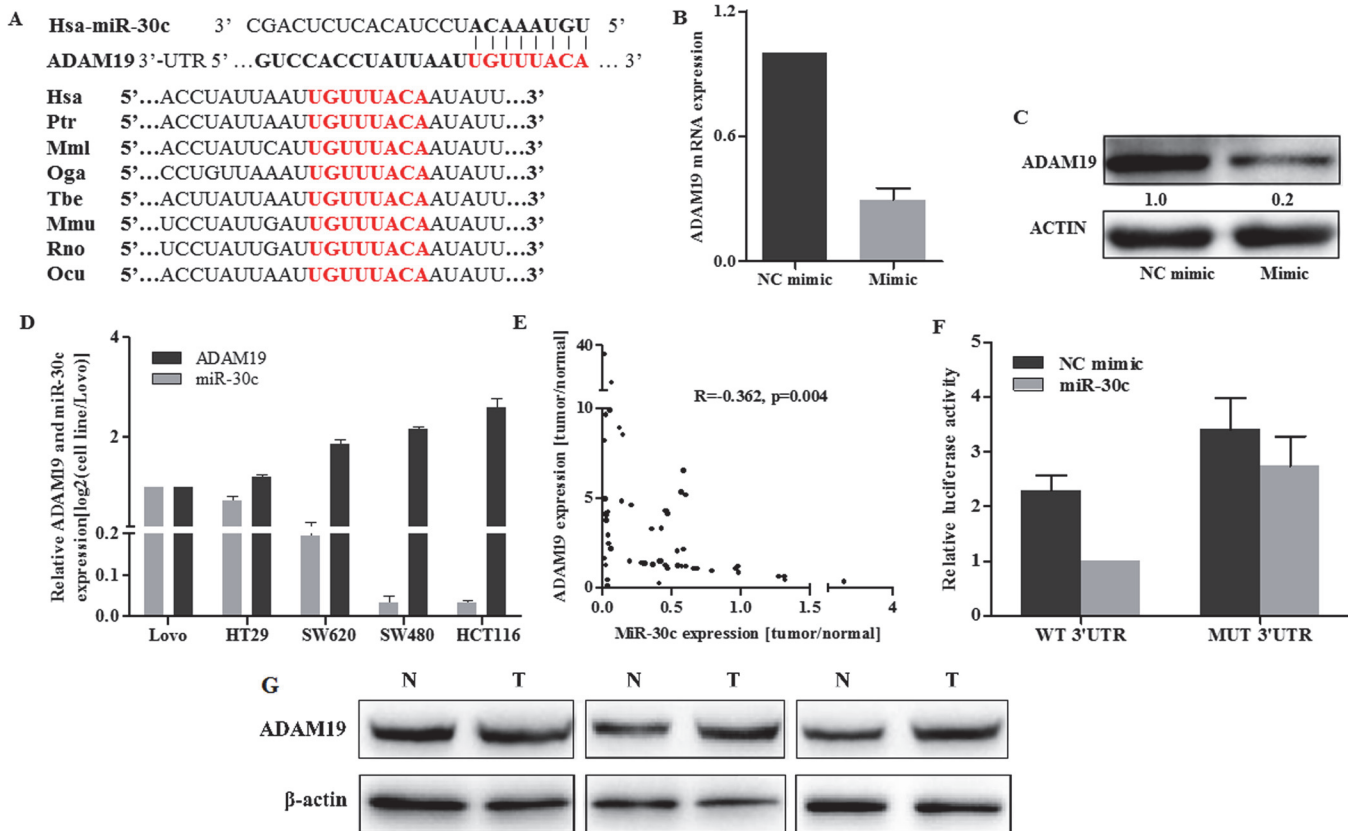 A
Hsa-miR-30c 3’ CGACUCUCACAUCCUACAAAUGU 5’
ADAM19 3’-UTR 5’ …GUCCACCUAUUAAUUGUUUACA … 3’
Hsa 5’…ACCUAUUAAUUGUUUACAAUAUU…3’
Ptr 5’…ACCUAUUAAUUGUUUACAAUAUU…3’
Mml 5’…ACCUAUUCAUUGUUUACAAUAUU…3’
Oga 5’…CCUGUUAAAUUGUUUACAAUAUU…3’
Tbe 5’…ACUUAUUAAUUGUUUACAAUAUU…3’
Mmu 5’…UCCUAUUGAUUGUUUACAAUAUU…3’
Rno 5’…UCCUAUUGAUUGUUUACAAUAUU…3’
Ocu 5’…ACCUAUUAAUUGUUUACAAUAUU…3’
B
ADAM19 mRNA expression
1.2
0.6
0.0
NC mimic Mimic
C
ADAM19
1.0 0.2
ACTIN
NC mimic Mimic
D
Relative ADAM19 and miR-30c
expression[log2(cell line/Lovo)]
4
2
0.2
0.1
0.0
ADAM19
miR-30c
Lovo HT29 SW620 SW480 HCT116
E
ADAM19 expression [tumor/normal]
40
10
5
0
R=-0.362, p=0.004
0.0 0.5 1.0 1.5 4
MiR-30c expression [tumor/normal]
F
Relative luciferase activity
5
4
3
2
1
0
NC mimic
miR-30c
WT 3'UTR MUT 3'UTR
G
N T N T N T
ADAM19
β-actin